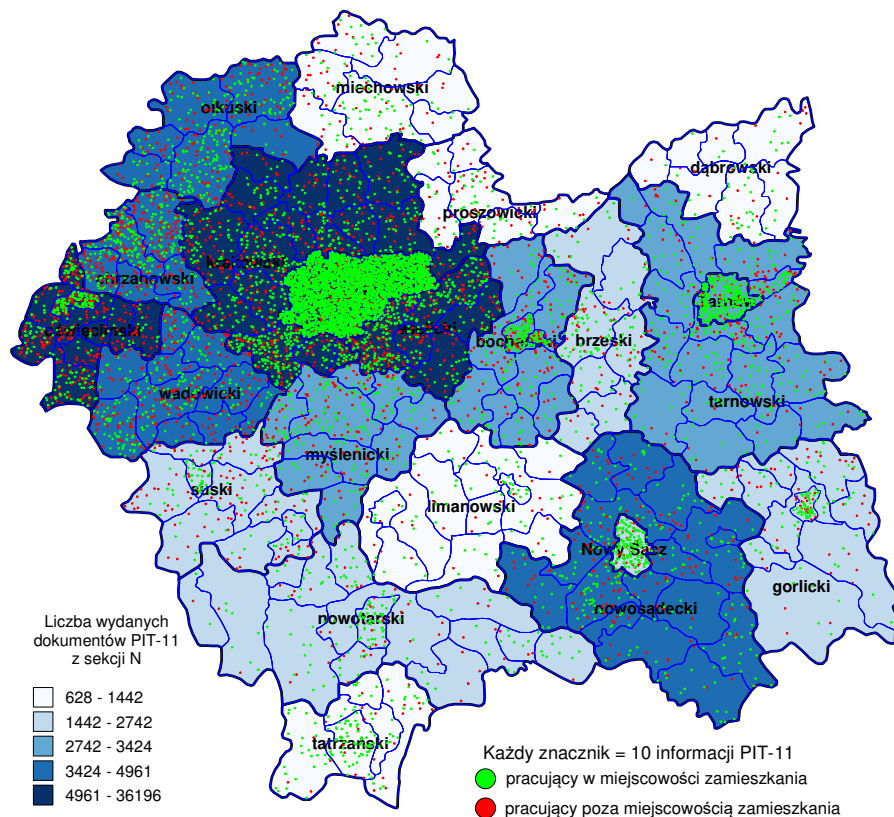 miechowski
olkuski
dąbrowski
proszowicki
chrzanowski
krakowski
oświęcimski
wielicki
bocheński
brzeski
Tarnów
wadowicki
tarnowski
myślenicki
suski
limanowski
Nowy Sącz
gorlicki
nowosądecki
nowotarski
tatrzański
Liczba wydanych
dokumentów PIT-11
z sekcji N
628 - 1442
1442 - 2742
2742 - 3424
3424 - 4961
4961 - 36196
Każdy znacznik = 10 informacji PIT-11
pracujący w miejscowości zamieszkania
pracujący poza miejscowością zamieszkania